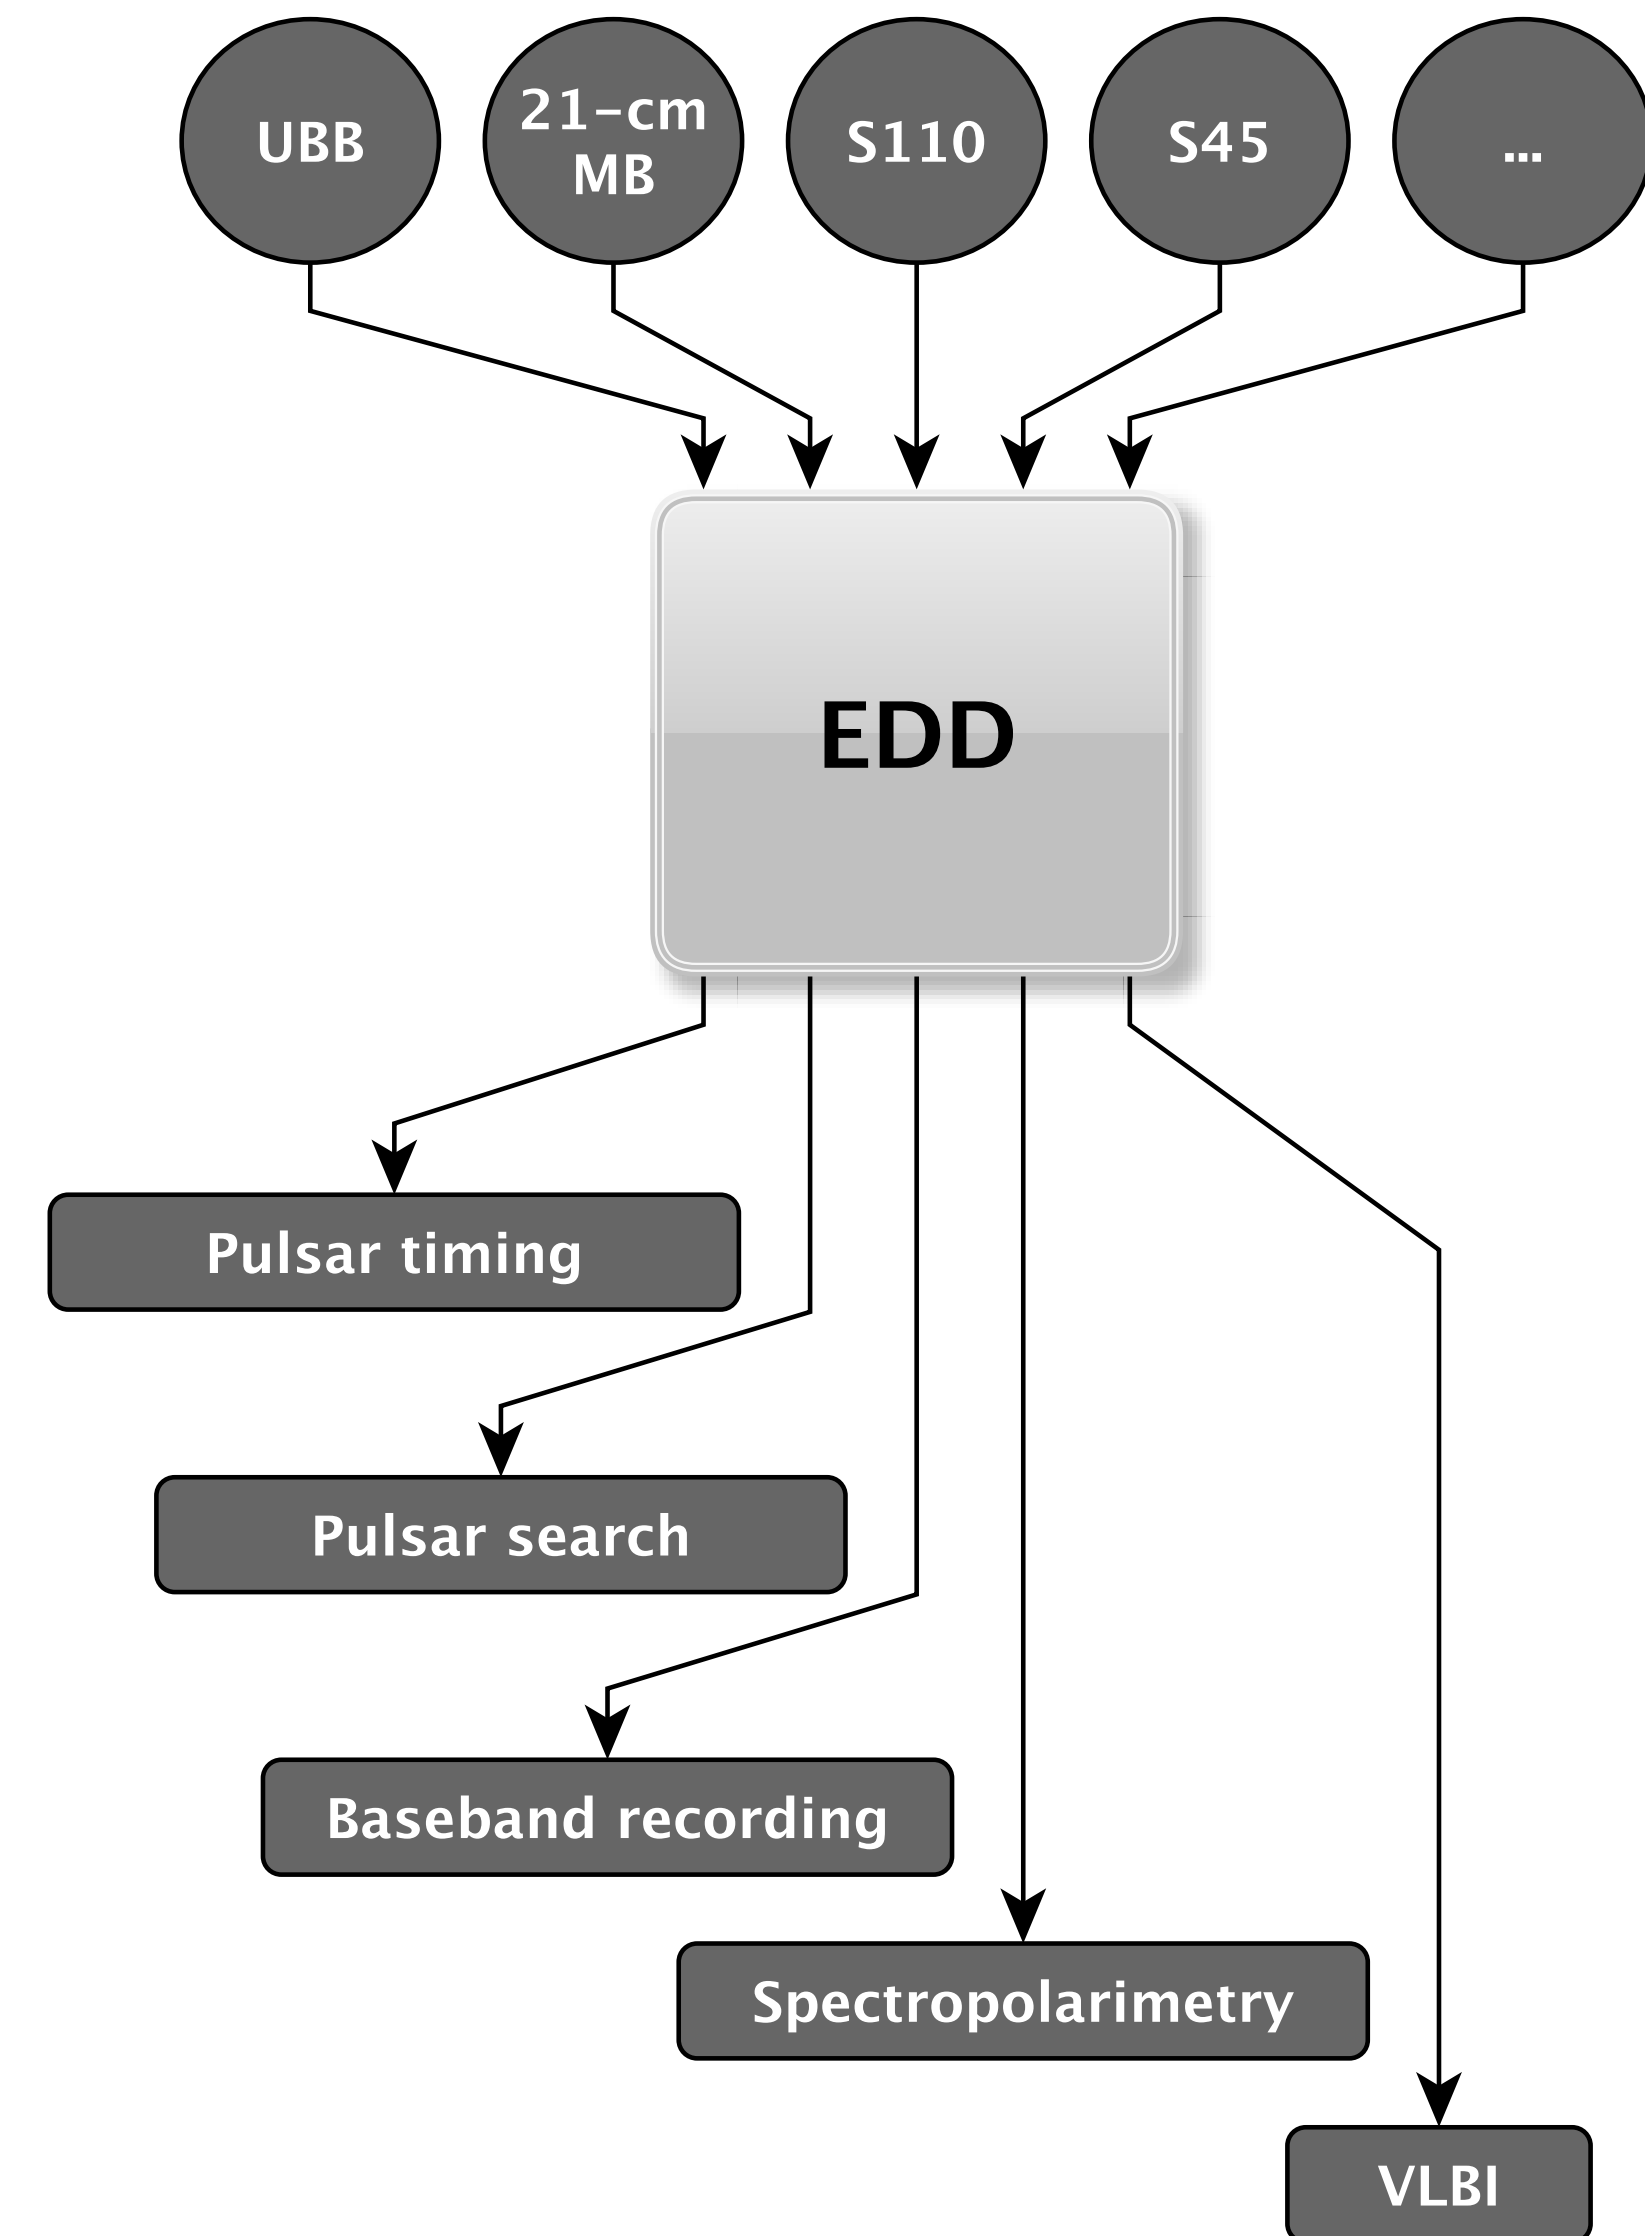 UBB
21-cm
MB
S110
S45
...
EDD
Pulsar timing
Pulsar search
Baseband recording
Spectropolarimetry
VLBI